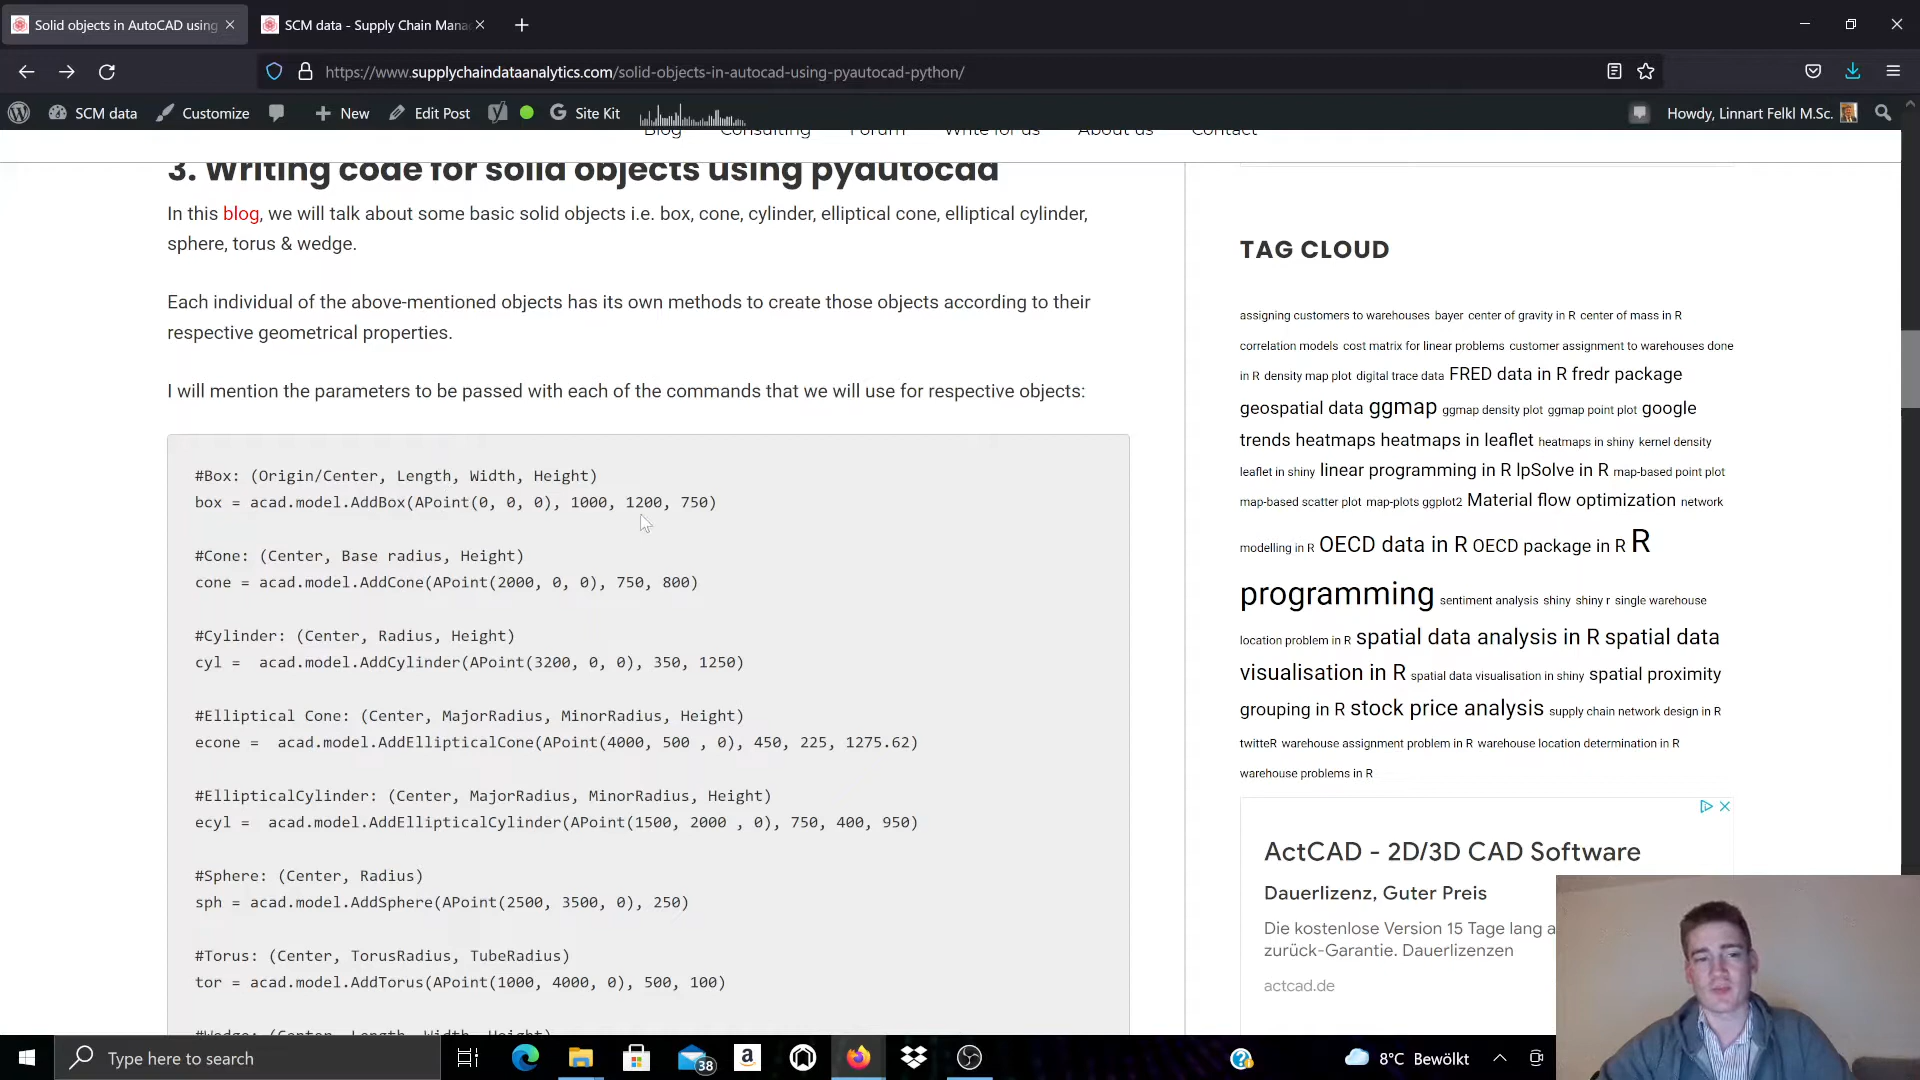 Solid objects in AutoCAD using
SCM data - Supply Chain Mana
https://www.supplychaindataanalytics.com/solid-objects-in-autocad-using-pyautocad-python/
SCM data
Customize
New
Edit Post
Site Kit
Howdy, Linnart Felkl M.Sc.
Blog Consulting Forum Write for us About us Contact
3. Writing code for solid objects using pyautocad
In this blog, we will talk about some basic solid objects i.e. box, cone, cylinder, elliptical cone, elliptical cylinder,
sphere, torus & wedge.
Each individual of the above-mentioned objects has its own methods to create those objects according to their
respective geometrical properties.
I will mention the parameters to be passed with each of the commands that we will use for respective objects:
#Box: (Origin/Center, Length, Width, Height)
box = acad.model.AddBox(APoint(0, 0, 0), 1000, 1200, 750)
#Cone: (Center, Base radius, Height)
cone = acad.model.AddCone(APoint(2000, 0, 0), 750, 800)
#Cylinder: (Center, Radius, Height)
cyl =  acad.model.AddCylinder(APoint(3200, 0, 0), 350, 1250)
#Elliptical Cone: (Center, MajorRadius, MinorRadius, Height)
econe =  acad.model.AddEllipticalCone(APoint(4000, 500 , 0), 450, 225, 1275.62)
#EllipticalCylinder: (Center, MajorRadius, MinorRadius, Height)
ecyl =  acad.model.AddEllipticalCylinder(APoint(1500, 2000 , 0), 750, 400, 950)
#Sphere: (Center, Radius)
sph = acad.model.AddSphere(APoint(2500, 3500, 0), 250)
#Torus: (Center, TorusRadius, TubeRadius)
tor = acad.model.AddTorus(APoint(1000, 4000, 0), 500, 100)
#Wedge: (Center, Length, Width, Height)
TAG CLOUD
assigning customers to warehouses bayer center of gravity in R center of mass in R
correlation models cost matrix for linear problems customer assignment to warehouses done
in R density map plot digital trace data FRED data in R fredr package
geospatial data ggmap ggmap density plot ggmap point plot google
trends heatmaps heatmaps in leaflet heatmaps in shiny kernel density
leaflet in shiny linear programming in R lpSolve in R map-based point plot
map-based scatter plot map-plots ggplot2 Material flow optimization network
modelling in R OECD data in R OECD package in R R
programming sentiment analysis shiny shiny r single warehouse
location problem in R spatial data analysis in R spatial data
visualisation in R spatial data visualisation in shiny spatial proximity
grouping in R stock price analysis supply chain network design in R
twitteR warehouse assignment problem in R warehouse location determination in R
warehouse problems in R
ActCAD - 2D/3D CAD Software
Dauerlizenz, Guter Preis
Die kostenlose Version 15 Tage lang a
zurück-Garantie. Dauerlizenzen
actcad.de
Type here to search
38
a
8°C Bewölkt